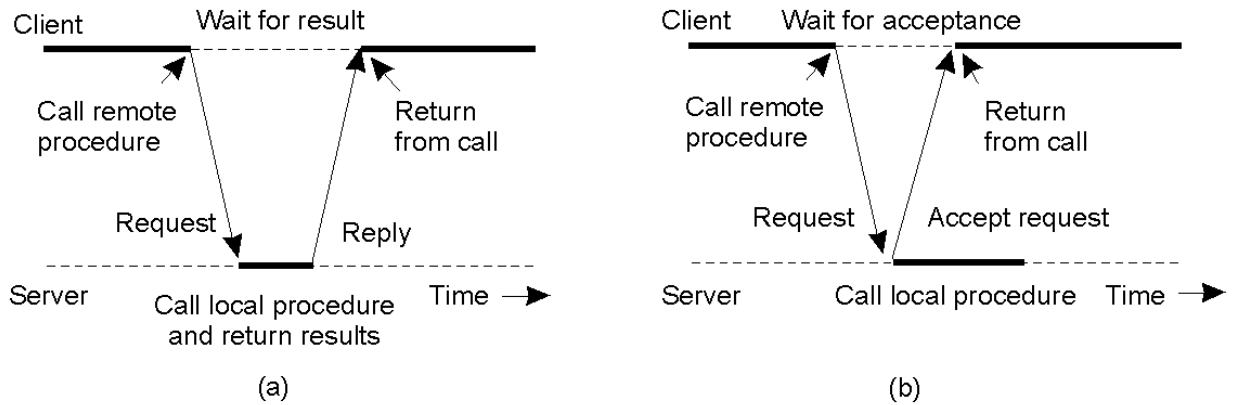 Client
Wait for result
Call remote
procedure
Return
from call
Request
Reply
Server
Call local procedure
and return results
Time
(a)
Client
Wait for acceptance
Call remote
procedure
Return
from call
Request
Accept request
Server
Call local procedure
Time
(b)